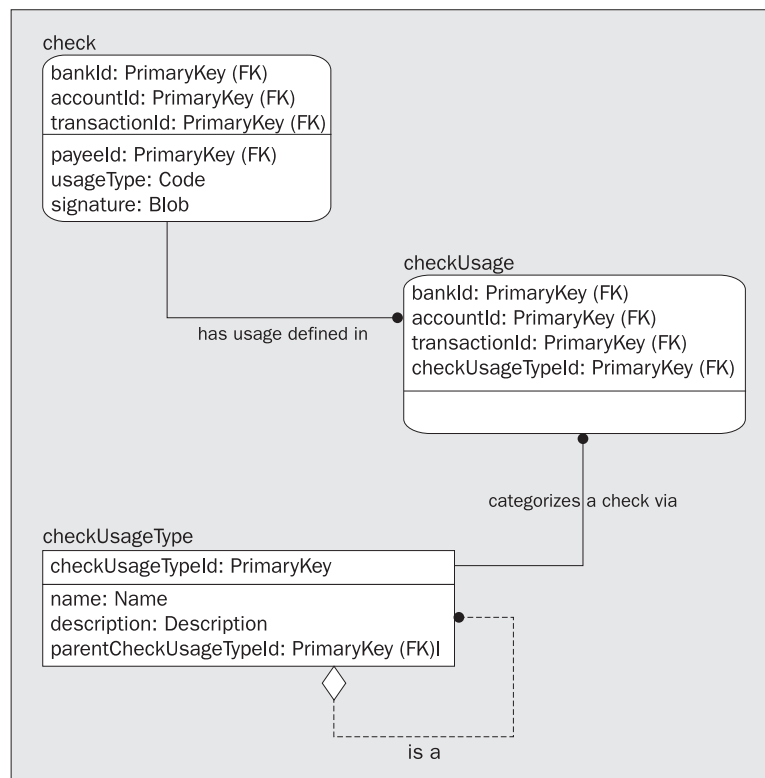 check
bankId: PrimaryKey (FK)
accountId: PrimaryKey (FK)
transactionId: PrimaryKey (FK)
payeeId: PrimaryKey (FK)
usageType: Code
signature: Blob
has usage defined in
checkUsage
bankId: PrimaryKey (FK)
accountId: PrimaryKey (FK)
transactionId: PrimaryKey (FK)
checkUsageTypeId: PrimaryKey (FK)
categorizes a check via
checkUsageType
checkUsageTypeId: PrimaryKey
name: Name
description: Description
parentCheckUsageTypeId: PrimaryKey (FK)l
is a